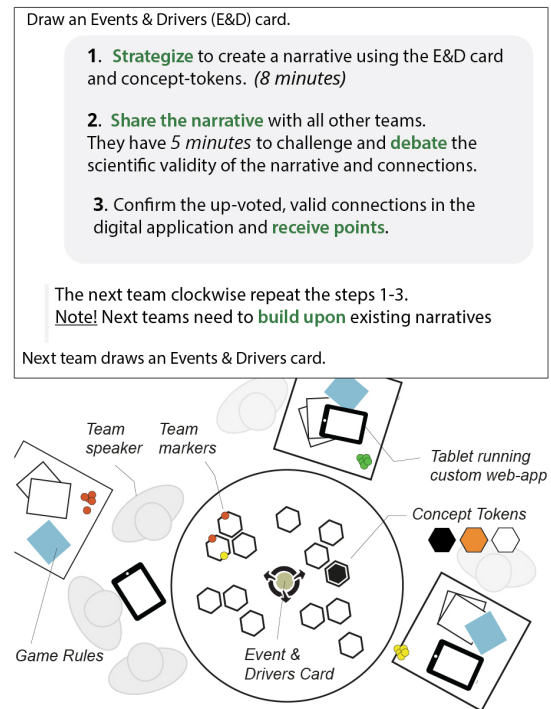 Draw an Events & Drivers (E&D) card.
1. Strategize to create a narrative using the E&D card
and concept-tokens. (8 minutes)
2. Share the narrative with all other teams.
They have 5 minutes to challenge and debate the
scientific validity of the narrative and connections.
3. Confirm the up-voted, valid connections in the
digital application and receive points.
The next team clockwise repeat the steps 1-3.
Note! Next teams need to build upon existing narratives
Next team draws an Events & Drivers card.
Team
speaker
Team
markers
Tablet running
custom web-app
Concept Tokens
Game Rules
Event &
Drivers Card